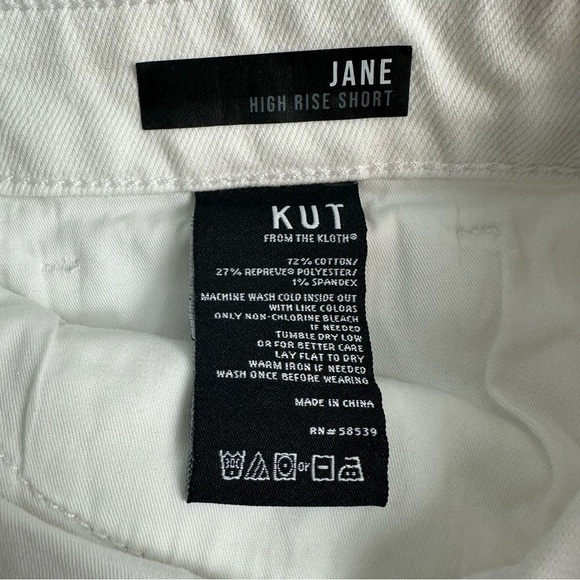 JANE
HIGH RISE SHORT
KUT
FROM THE KLOTH®
72% COTTON/
27% REPREVE® POLYESTER/
1% SPANDEX
MACHINE WASH COLD INSIDE OUT
WITH LIKE COLORS
ONLY NON-CHLORINE BLEACH
IF NEEDED
TUMBLE DRY LOW
OR FOR BETTER CARE
LAY FLAT TO DRY
WARM IRON IF NEEDED
WASH ONCE BEFORE WEARING
MADE IN CHINA
RN# 58539
30C or